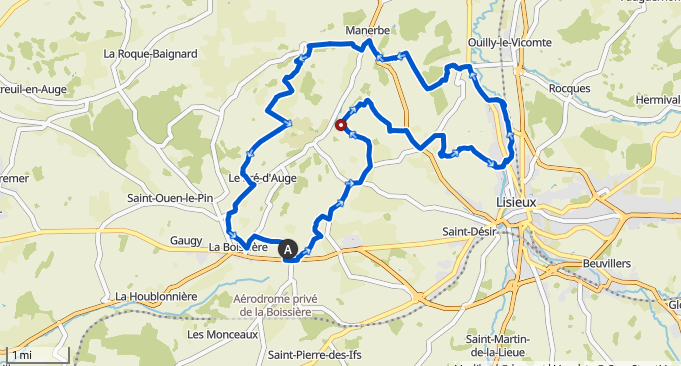 Manerbe
Ouilly-le-Vicomte
La Roque-Baignard
reuil-en-Auge
Rocques
Hermival
Le Pré-d'Auge
remer
Saint-Ouen-le-Pin
Lisieux
Saint-Désir
Gaugy
La Boissière
A
Beuvillers
La Houblonnière
Aérodrome privé
de la Boissière
Les Monceaux
Saint-Martin-
de-la-Lieue
Saint-Pierre-des-Ifs
1 mi